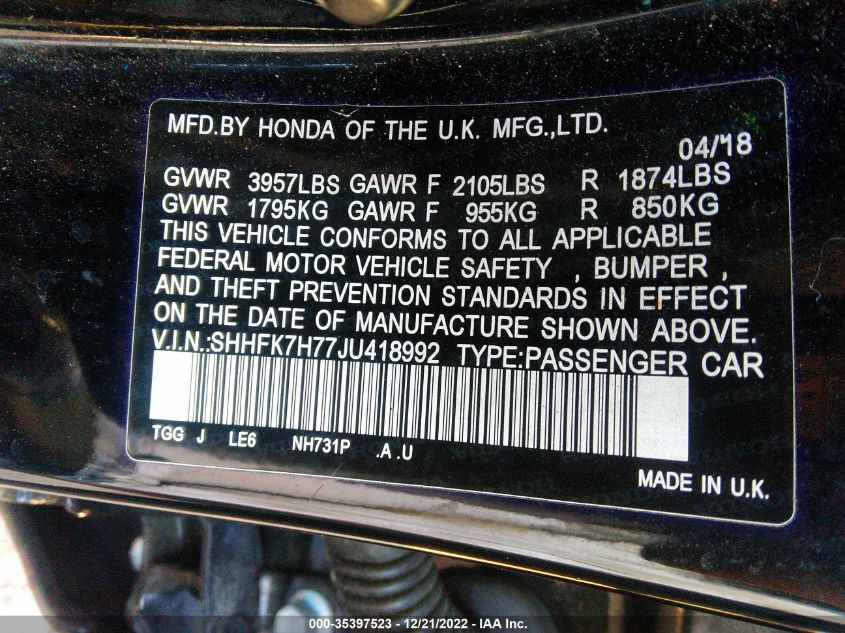 MFD.BY HONDA OF THE U.K. MFG.,LTD.
04/18
GVWR 3957LBS GAWR F 2105LBS R 1874LBS
GVWR 1795KG GAWR F 955KG R 850KG
THIS VEHICLE CONFORMS TO ALL APPLICABLE
FEDERAL MOTOR VEHICLE SAFETY , BUMPER ,
AND THEFT PREVENTION STANDARDS IN EFFECT
ON THE DATE OF MANUFACTURE SHOWN ABOVE.
V.I.N.:SHHFK7H77JU418992 TYPE:PASSENGER CAR
TGG J LE6 NH731P .A .U
MADE IN U.K.
000-35397523 - 12/21/2022 - IAA Inc.